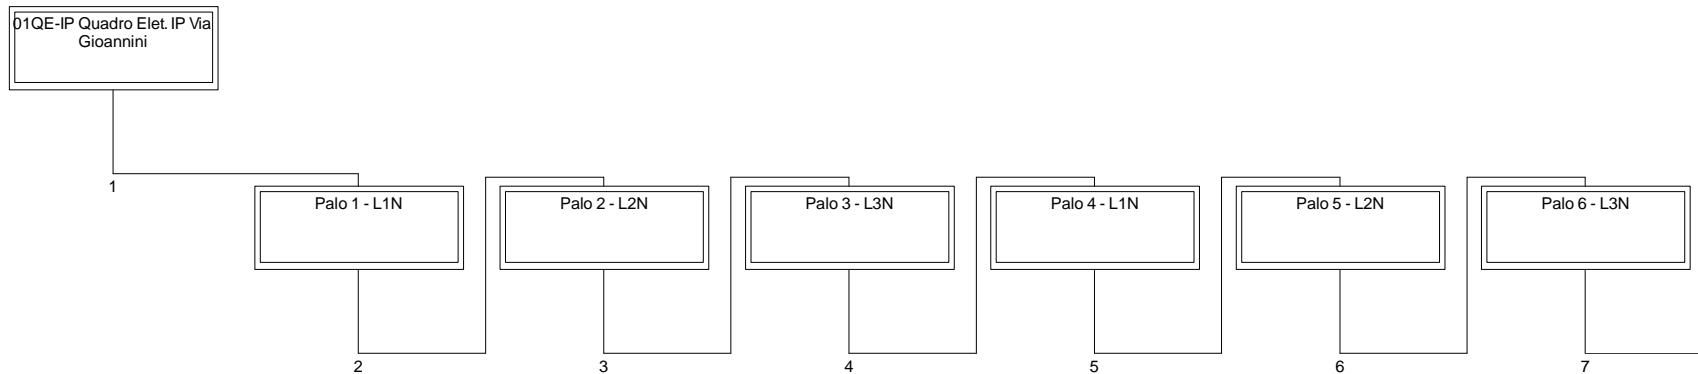 01QE-IP Quadro Elet. IP Via
Gioannini
1
Palo 1 - L1N
Palo 2 - L2N
Palo 3 - L3N
Palo 4 - L1N
Palo 5 - L2N
Palo 6 - L3N
2
3
4
5
6
7